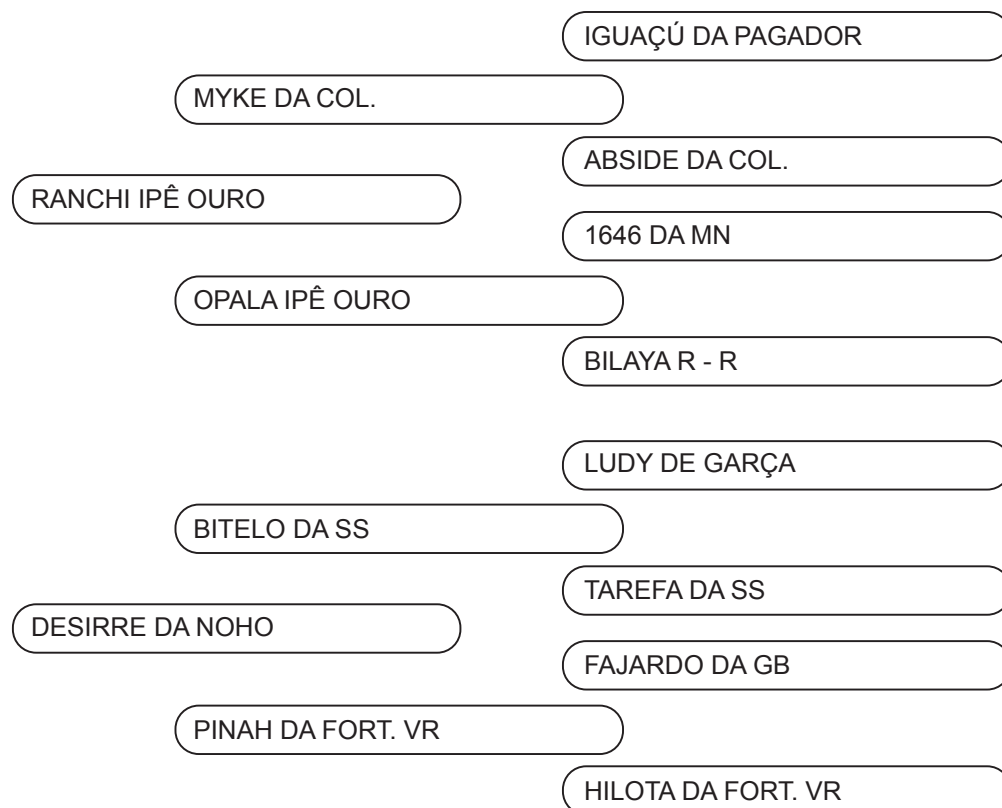 IGUAÇÚ DA PAGADOR
MYKE DA COL.
ABSIDE DA COL.
RANCHI IPÊ OURO
1646 DA MN
OPALA IPÊ OURO
BILAYA R - R
LUDY DE GARÇA
BITELO DA SS
TAREFA DA SS
DESIRRE DA NOHO
FAJARDO DA GB
PINAH DA FORT. VR
HILOTA DA FORT. VR